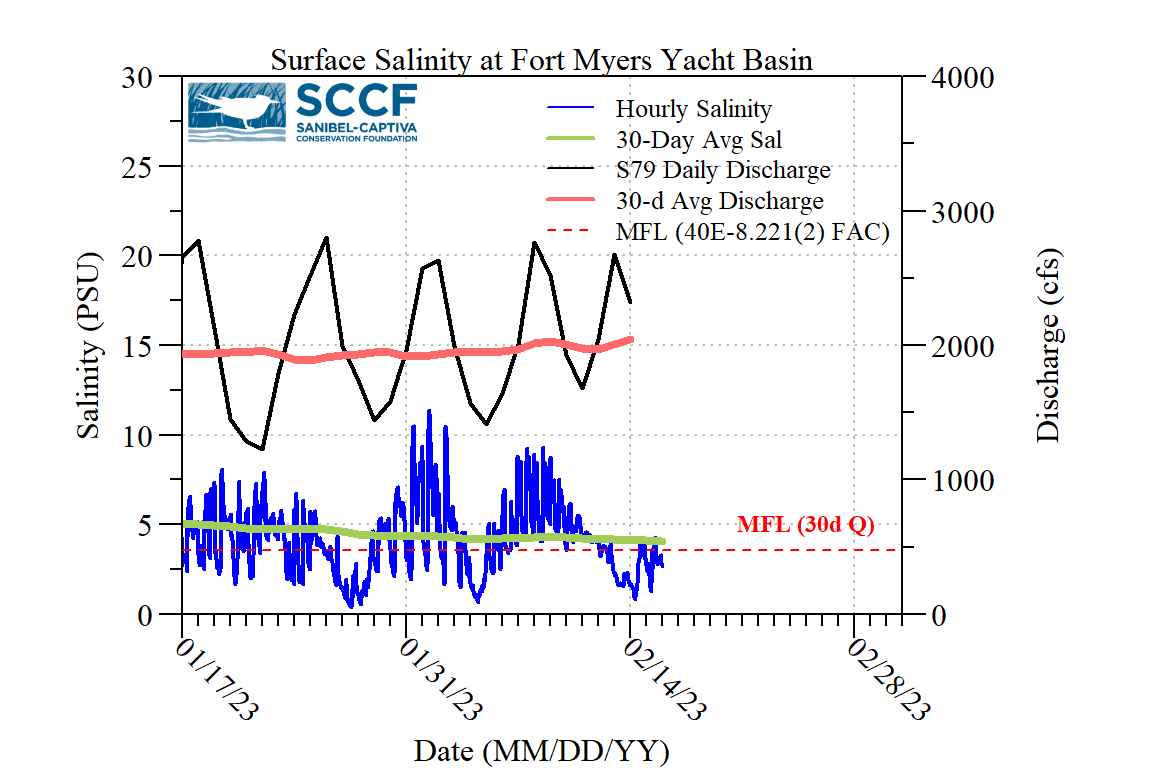 Surface Salinity at Fort Myers Yacht Basin
SCCF
SANIBEL-CAPTIVA
CONSERVATION FOUNDATION
Hourly Salinity
30-Day Avg Sal
S79 Daily Discharge
30-d Avg Discharge
MFL (40E-8.221(2) FAC)
30
25
20
15
10
5
0
Salinity (PSU)
4000
3000
2000
1000
0
Discharge (cfs)
MFL (30d Q)
01/17/23
01/31/23
02/14/23
02/28/23
Date (MM/DD/YY)